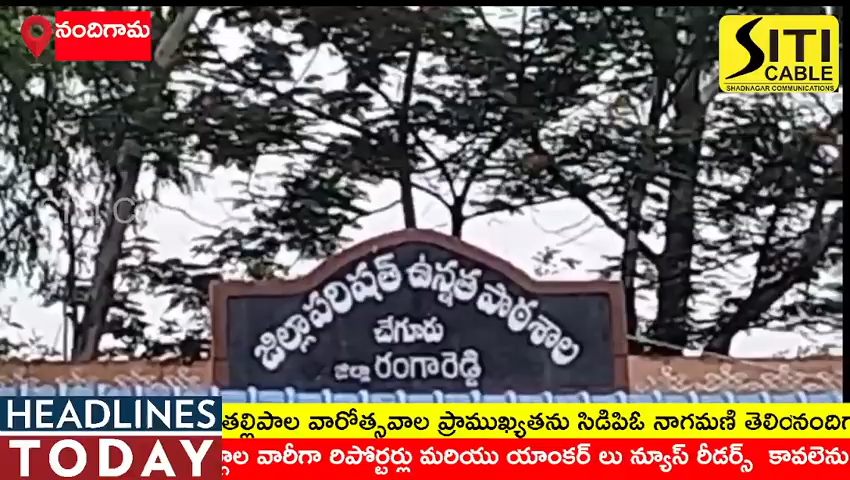 నందిగామ
SITI
CABLE
SHADNAGAR COMMUNICATIONS
జిల్లా పరిషత్ ఉన్నత పాఠశాల
చేగూరు
జిల్లా రంగారెడ్డి
HEADLINES
TODAY
తల్లిపాల వారోత్సవాల ప్రాముఖ్యతను సిడిపిఓ నాగమణి తెలిపారు
వారీగా రిపోర్టర్లు మరియు యాంకర్ లు న్యూస్ రీడర్స్ కావలెను